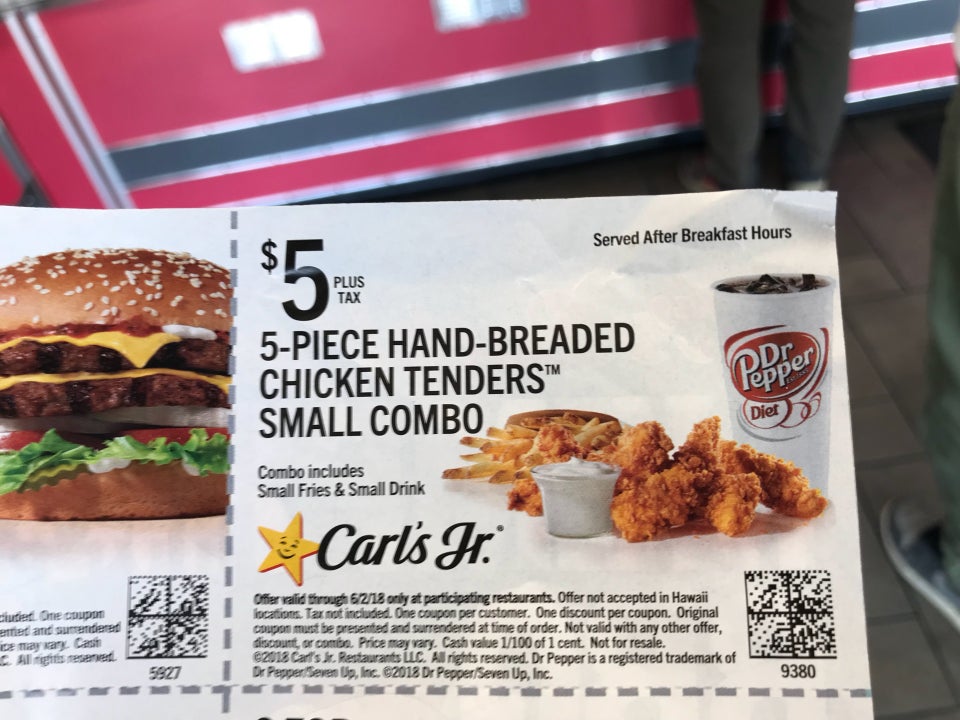 Served After Breakfast Hours
$5 PLUS
TAX
5-PIECE HAND-BREADED
CHICKEN TENDERS™
SMALL COMBO
Combo includes
Small Fries & Small Drink
Dr
Pepper
Diet
Carl's Jr.®
Offer valid through 6/2/18 only at participating restaurants. Offer not accepted in Hawaii
locations. Tax not included. One coupon per customer. One discount per coupon. Original
coupon must be presented and surrendered at time of order. Not valid with any other offer,
discount, or combo. Price may vary. Cash value 1/100 of 1 cent. Not for resale.
©2018 Carl's Jr. Restaurants LLC. All rights reserved. Dr Pepper is a registered trademark of
Dr Pepper/Seven Up, Inc. ©2018 Dr Pepper/Seven Up, Inc.
9380
One coupon
and surrendered
may vary. Cash
All rights reserved.
5927